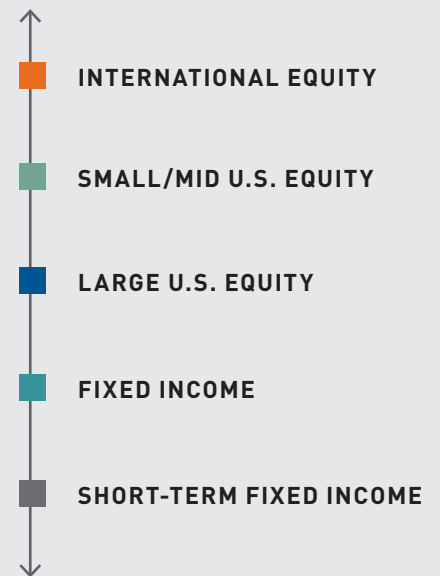 INTERNATIONAL EQUITY
SMALL/MID U.S. EQUITY
LARGE U.S. EQUITY
FIXED INCOME
SHORT-TERM FIXED INCOME